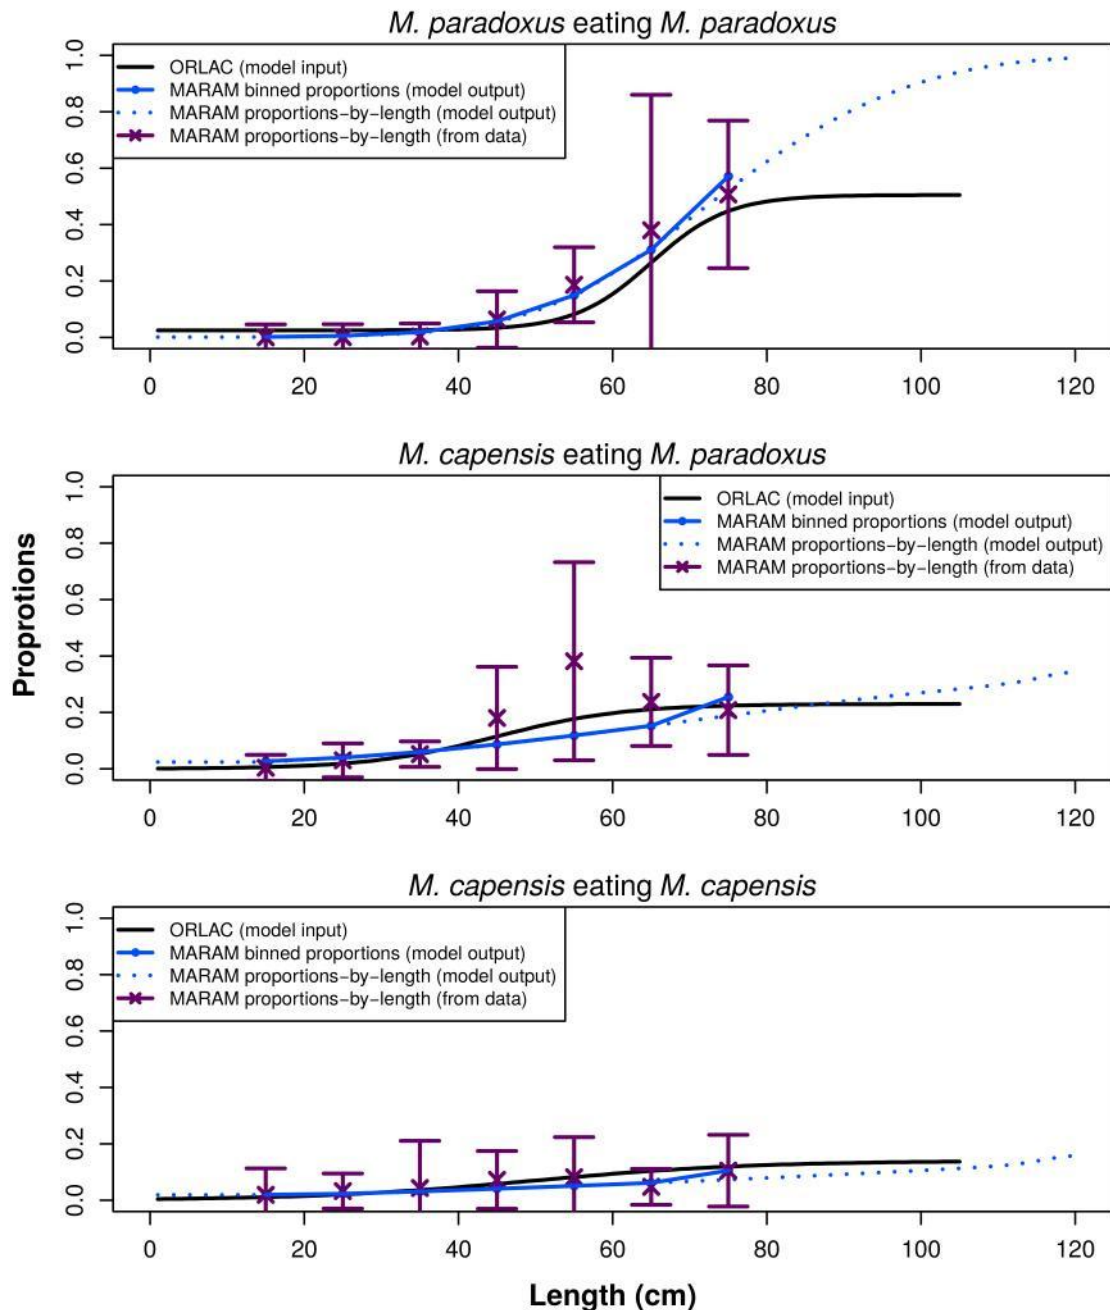 M. paradoxus eating M. paradoxus
ORLAC (model input)
MARAM binned proportions (model output)
MARAM proportions−by−length (model output)
MARAM proportions−by−length (from data)
1.0
0.8
0.6
0.4
0.2
0.0
0 20 40 60 80 100 120
M. capensis eating M. paradoxus
ORLAC (model input)
MARAM binned proportions (model output)
MARAM proportions−by−length (model output)
MARAM proportions−by−length (from data)
1.0
0.8
0.6
0.4
0.2
0.0
Proprotions
0 20 40 60 80 100 120
M. capensis eating M. capensis
ORLAC (model input)
MARAM binned proportions (model output)
MARAM proportions−by−length (model output)
MARAM proportions−by−length (from data)
1.0
0.8
0.6
0.4
0.2
0.0
0 20 40 60 80 100 120
Length (cm)